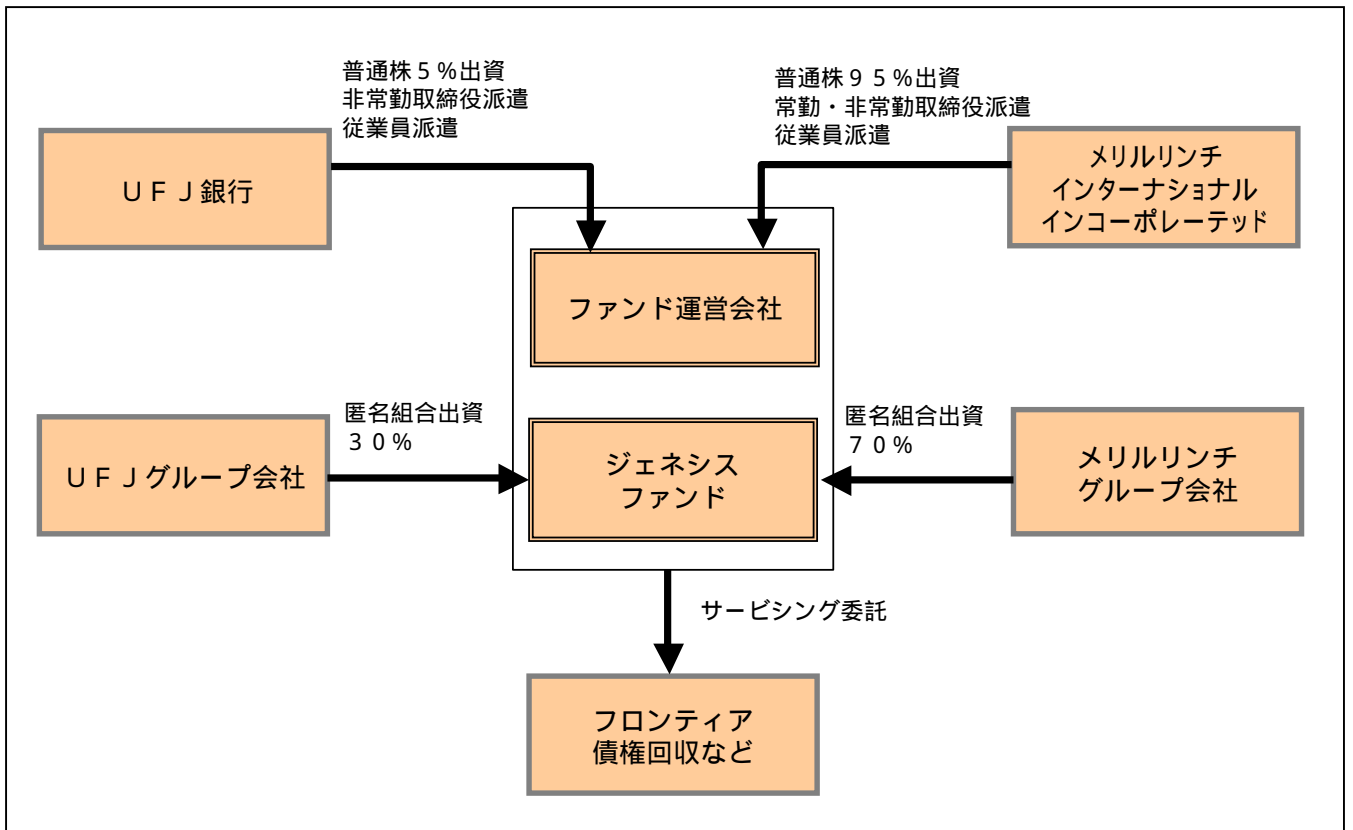 普通株５％出資
非常勤取締役派遣
従業員派遣
普通株９５％出資
常勤・非常勤取締役派遣
従業員派遣
ＵＦＪ銀行
メリルリンチ
インターナショナル
インコーポレーテッド
ファンド運営会社
匿名組合出資
３０％
匿名組合出資
７０％
ＵＦＪグループ会社
ジェネシス
ファンド
メリルリンチ
グループ会社
サービシング委託
フロンティア
債権回収など